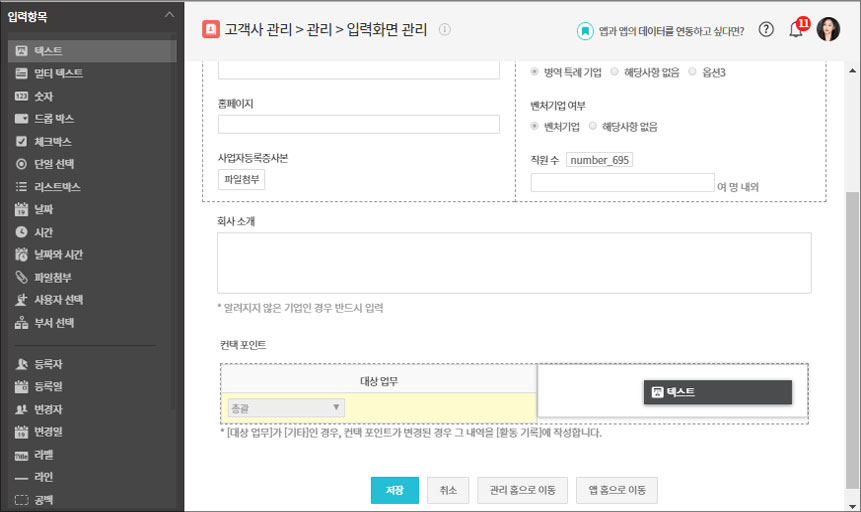 입력항목
텍스트
멀티 텍스트
숫자
드롭 박스
체크박스
단일 선택
리스트박스
날짜
시간
날짜와 시간
파일첨부
사용자 선택
부서 선택
등록자
등록일
변경자
변경일
라벨
라인
공백
고객사 관리 > 관리 > 입력화면 관리
앱과 앱의 데이터를 연동하고 싶다면?
11
병역 특례 기업 해당사항 없음 옵션3
홈페이지
벤처기업 여부
벤처기업 해당사항 없음
사업자등록증사본
파일첨부
직원 수 number_695
여 명 내외
회사 소개
* 알려지지 않은 기업인 경우 반드시 입력
컨택 포인트
대상 업무
총괄
텍스트
* [대상 업무]가 [기타]인 경우, 컨택 포인트가 변경된 경우 그 내역을 [활동 기록]에 작성합니다.
저장 취소 관리 홈으로 이동 앱 홈으로 이동